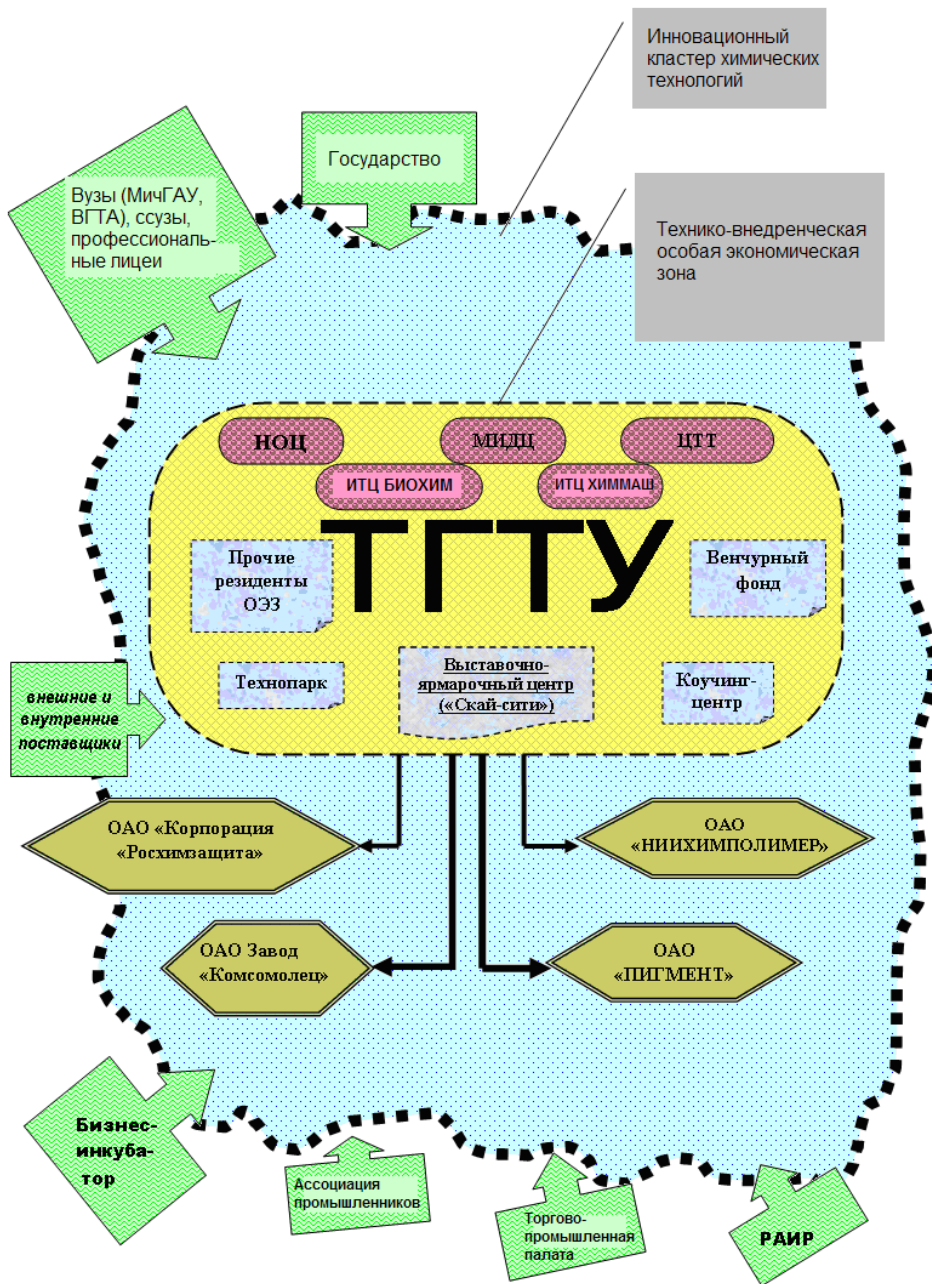 Инновационный
кластер химических
технологий
Государство
Вузы (МичГАУ,
ВГТА), ссузы,
профессиональ-
ные лицеи
Технико-внедренческая
особая экономическая
зона
НОЦ
МИДЦ
ЦТТ
ИТЦ БИОХИМ
ИТЦ ХИММАШ
ТГТУ
Прочие
резиденты
ОЭЗ
Венчурный
фонд
Технопарк
Выставочно-
ярмарочный центр
(«Скай-сити»)
Коучинг-
центр
внешние и
внутренние
поставщики
ОАО «Корпорация
«Росхимзащита»
ОАО
«НИИХИМПОЛИМЕР»
ОАО Завод
«Комсомолец»
ОАО
«ПИГМЕНТ»
Бизнес-
инкуба-
тор
Ассоциация
промышленников
Торгово-
промышленная
палата
РАИР